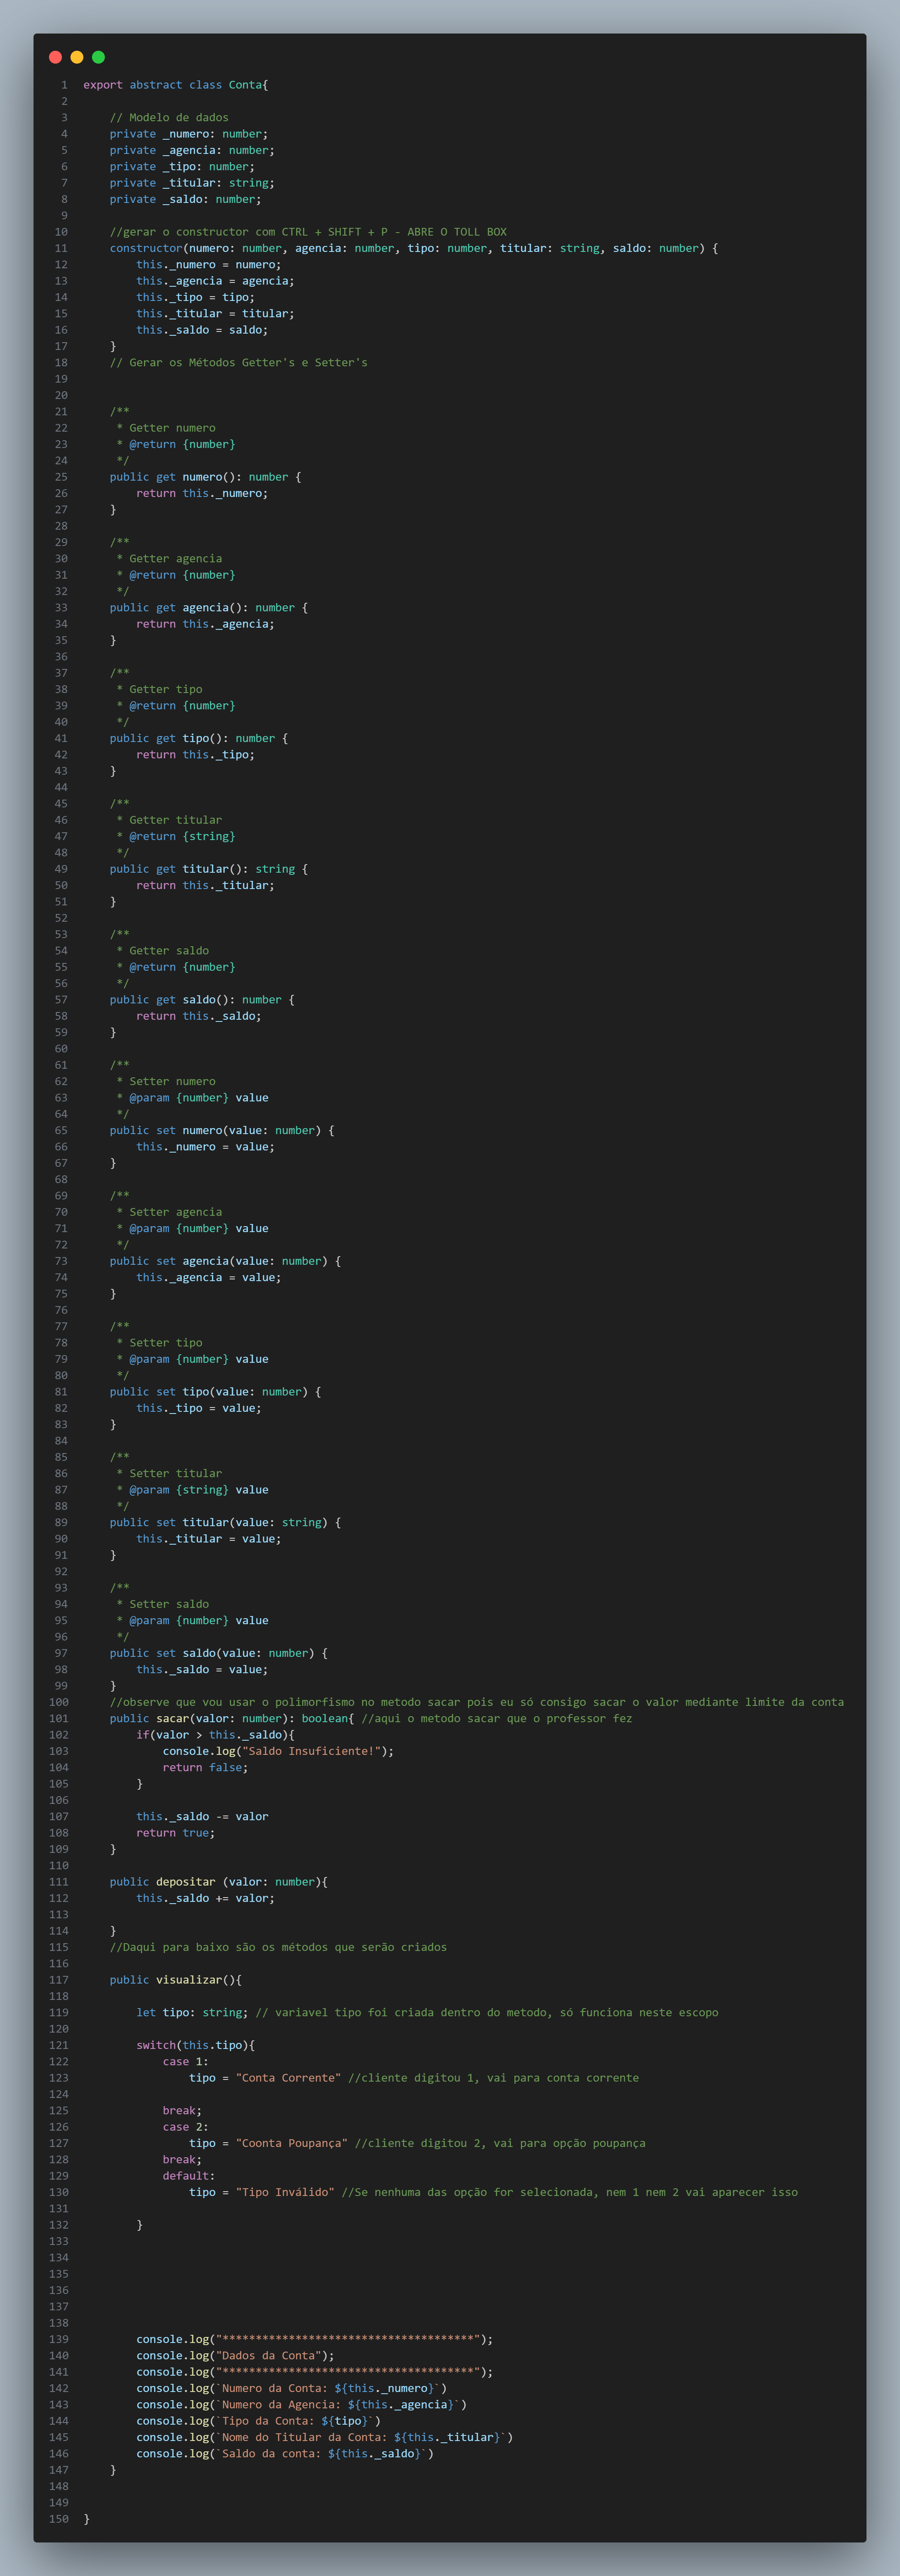 1 export abstract class Conta{
2
3     // Modelo de dados
4     private _numero: number;
5     private _agencia: number;
6     private _tipo: number;
7     private _titular: string;
8     private _saldo: number;
9
10     //gerar o constructor com CTRL + SHIFT + P - ABRE O TOLL BOX
11     constructor(numero: number, agencia: number, tipo: number, titular: string, saldo: number) {
12         this._numero = numero;
13         this._agencia = agencia;
14         this._tipo = tipo;
15         this._titular = titular;
16         this._saldo = saldo;
17     }
18     // Gerar os Métodos Getter's e Setter's
19
20
21     /**
22      * Getter numero
23      * @return {number}
24      */
25     public get numero(): number {
26         return this._numero;
27     }
28
29     /**
30      * Getter agencia
31      * @return {number}
32      */
33     public get agencia(): number {
34         return this._agencia;
35     }
36
37     /**
38      * Getter tipo
39      * @return {number}
40      */
41     public get tipo(): number {
42         return this._tipo;
43     }
44
45     /**
46      * Getter titular
47      * @return {string}
48      */
49     public get titular(): string {
50         return this._titular;
51     }
52
53     /**
54      * Getter saldo
55      * @return {number}
56      */
57     public get saldo(): number {
58         return this._saldo;
59     }
60
61     /**
62      * Setter numero
63      * @param {number} value
64      */
65     public set numero(value: number) {
66         this._numero = value;
67     }
68
69     /**
70      * Setter agencia
71      * @param {number} value
72      */
73     public set agencia(value: number) {
74         this._agencia = value;
75     }
76
77     /**
78      * Setter tipo
79      * @param {number} value
80      */
81     public set tipo(value: number) {
82         this._tipo = value;
83     }
84
85     /**
86      * Setter titular
87      * @param {string} value
88      */
89     public set titular(value: string) {
90         this._titular = value;
91     }
92
93     /**
94      * Setter saldo
95      * @param {number} value
96      */
97     public set saldo(value: number) {
98         this._saldo = value;
99     }
100     //observe que vou usar o polimorfismo no metodo sacar pois eu só consigo sacar o valor mediante limite da conta
101     public sacar(valor: number): boolean{ //aqui o metodo sacar que o professor fez
102         if(valor > this._saldo){
103             console.log("Saldo Insuficiente!");
104             return false;
105         }
106
107         this._saldo -= valor
108         return true;
109     }
110
111     public depositar (valor: number){
112         this._saldo += valor;
113
114     }
115     //Daqui para baixo são os métodos que serão criados
116
117     public visualizar(){
118
119         let tipo: string; // variavel tipo foi criada dentro do metodo, só funciona neste escopo
120
121         switch(this.tipo){
122             case 1:
123                 tipo = "Conta Corrente" //cliente digitou 1, vai para conta corrente
124
125             break;
126             case 2:
127                 tipo = "Coonta Poupança" //cliente digitou 2, vai para opção poupança
128             break;
129             default:
130                 tipo = "Tipo Inválido" //Se nenhuma das opção for selecionada, nem 1 nem 2 vai aparecer isso
131
132         }
133
134
135
136
137
138
139         console.log("**************************************");
140         console.log("Dados da Conta");
141         console.log("**************************************");
142         console.log(`Numero da Conta: ${this._numero}`)
143         console.log(`Numero da Agencia: ${this._agencia}`)
144         console.log(`Tipo da Conta: ${tipo}`)
145         console.log(`Nome do Titular da Conta: ${this._titular}`)
146         console.log(`Saldo da conta: ${this._saldo}`)
147     }
148
149
150 }